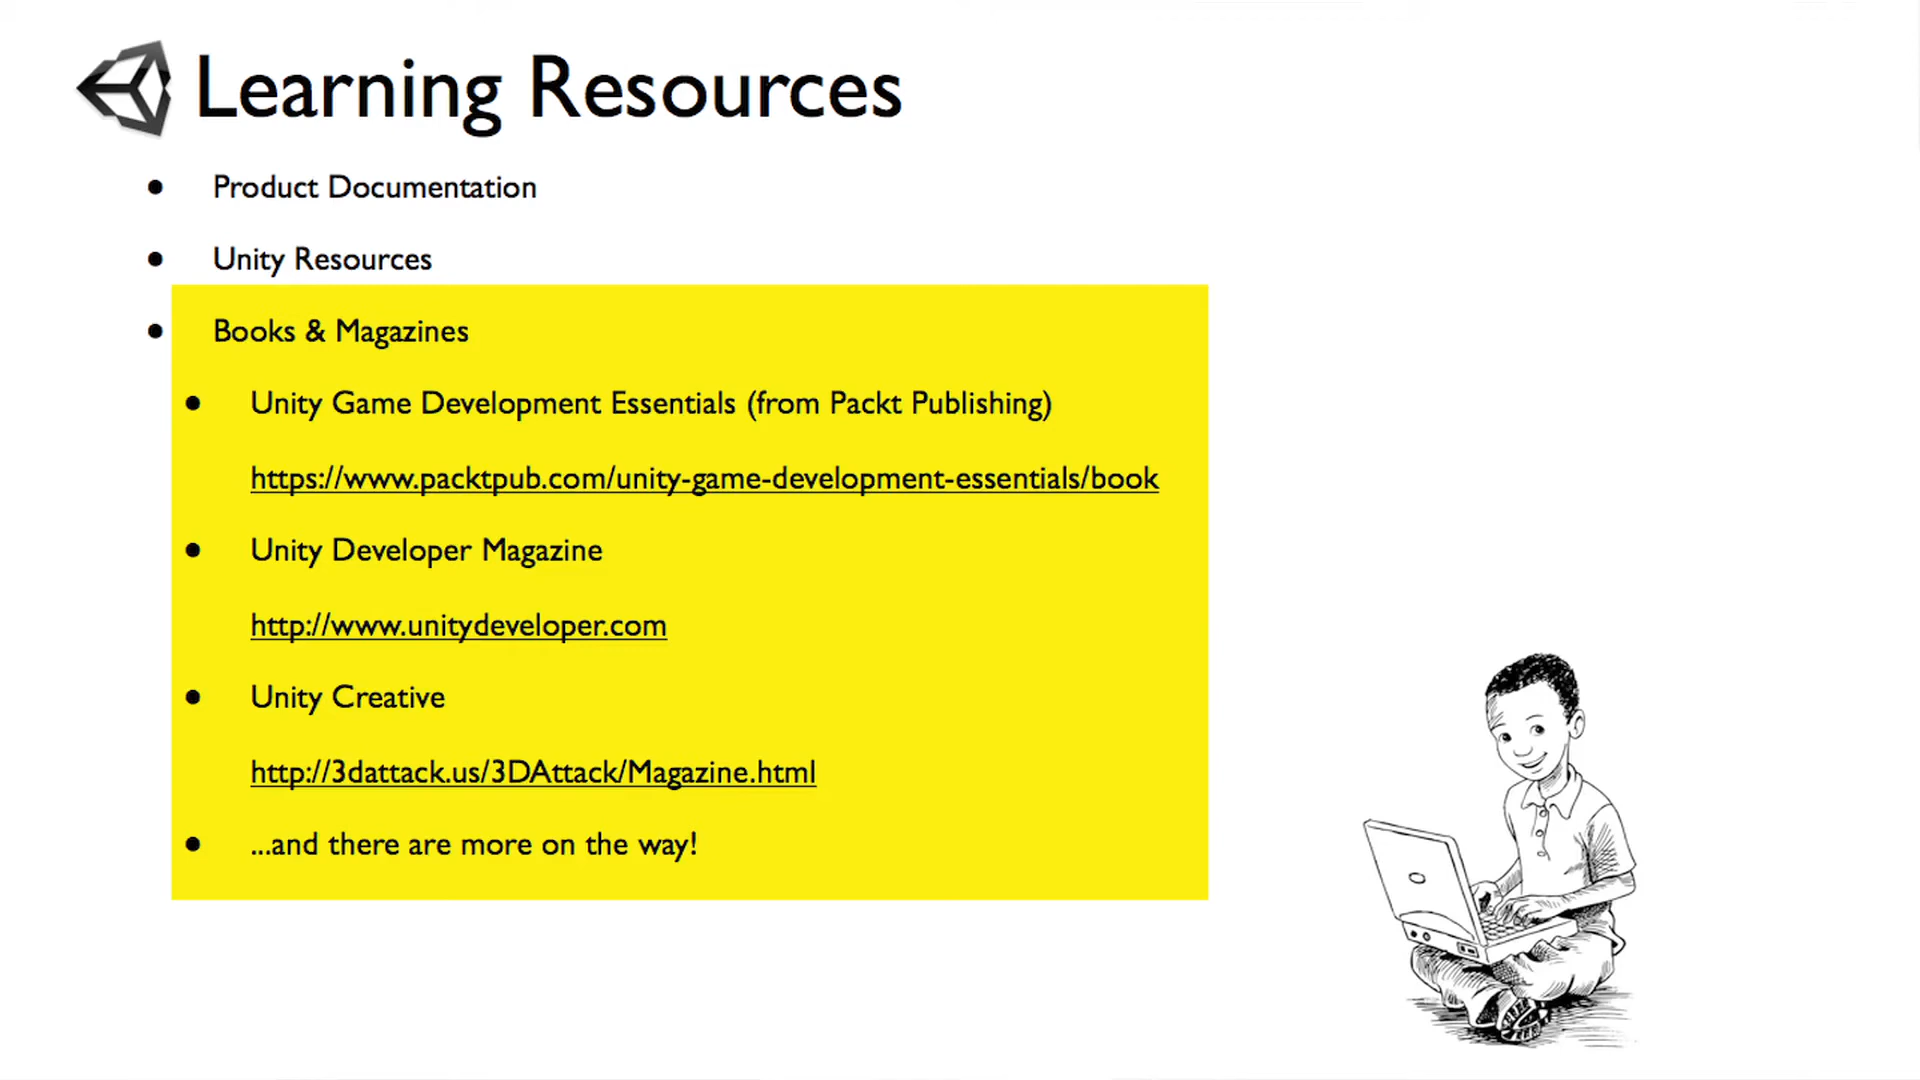 Learning Resources
• Product Documentation
• Unity Resources
• Books & Magazines
• Unity Game Development Essentials (from Packt Publishing)
https://www.packtpub.com/unity-game-development-essentials/book
• Unity Developer Magazine
http://www.unitydeveloper.com
• Unity Creative
http://3dattack.us/3DAttack/Magazine.html
• ...and there are more on the way!